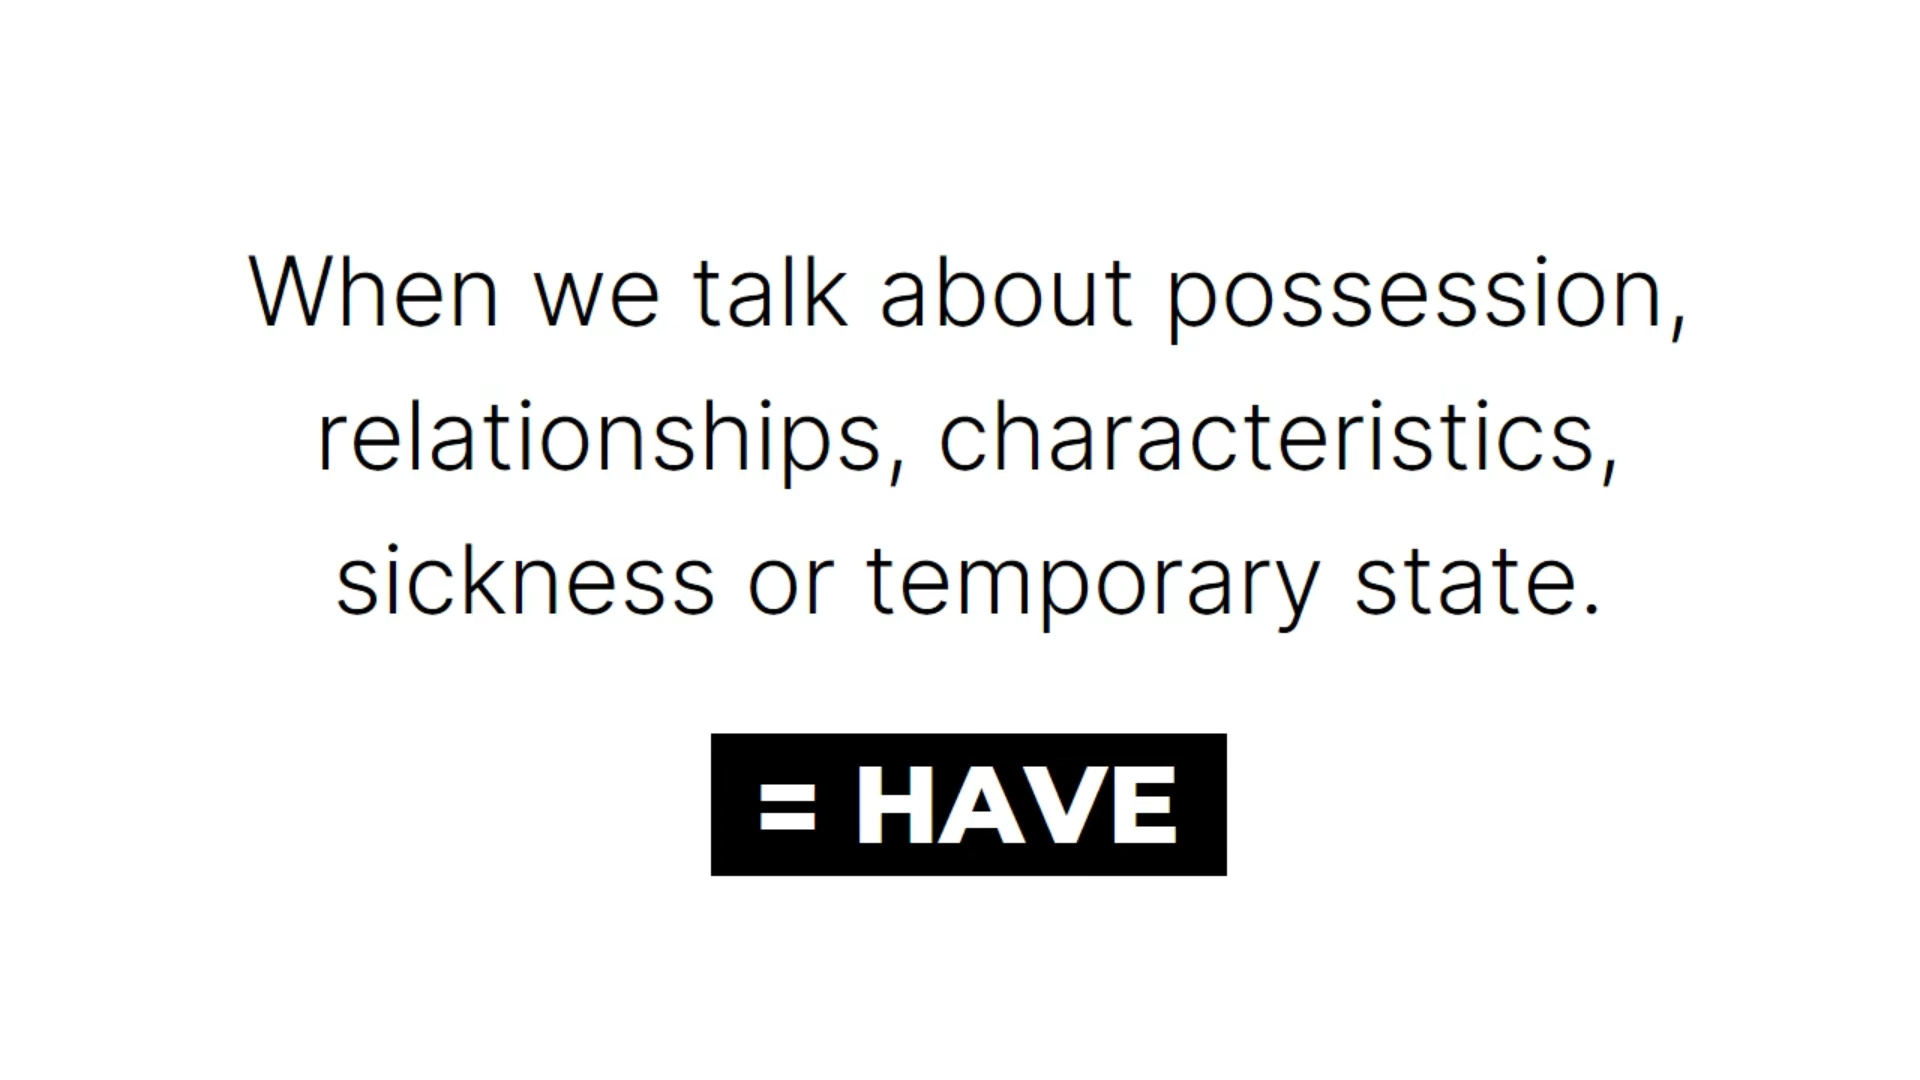 When we talk about possession,
relationships, characteristics,
sickness or temporary state.
= HAVE